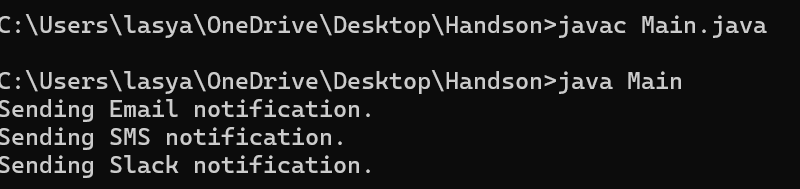 C:\Users\lasya\OneDrive\Desktop\Handson>javac Main.java
C:\Users\lasya\OneDrive\Desktop\Handson>java Main
Sending Email notification.
Sending SMS notification.
Sending Slack notification.